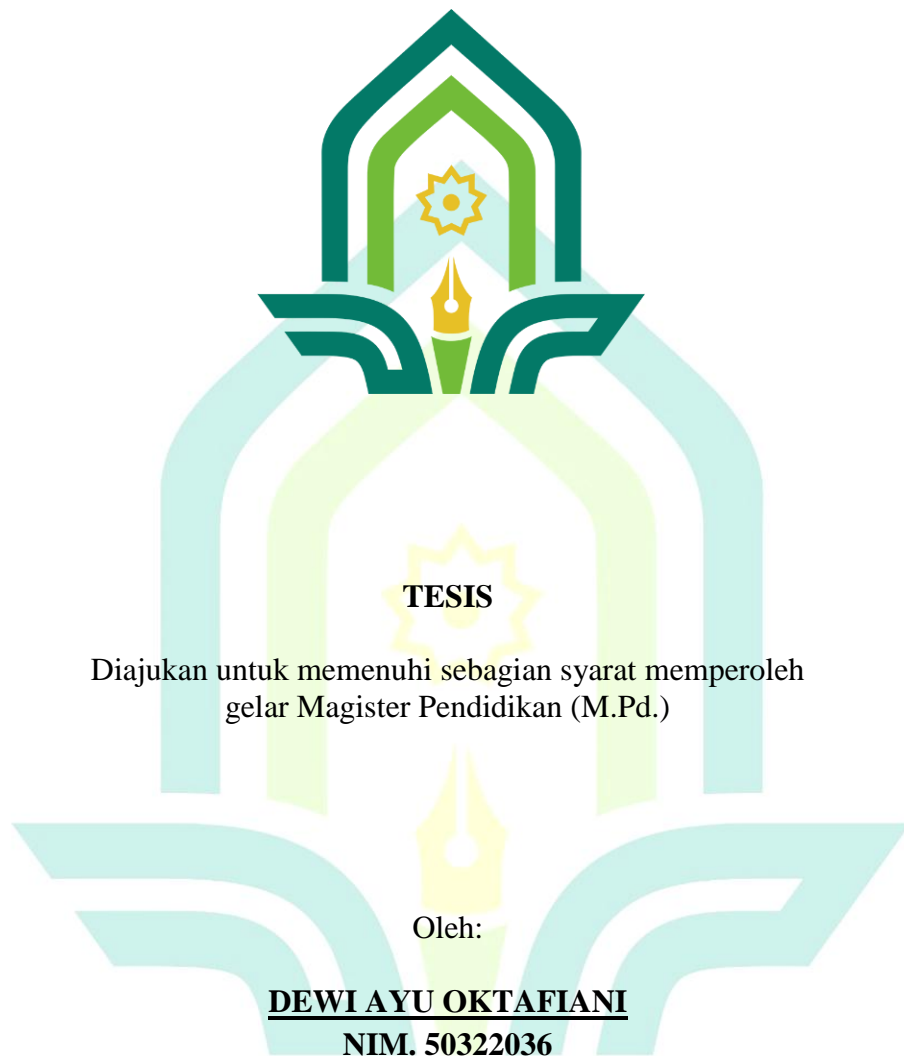 TESIS
Diajukan untuk memenuhi sebagian syarat memperoleh
gelar Magister Pendidikan (M.Pd.)
Oleh:
DEWI AYU OKTAFIANI
NIM. 50322036